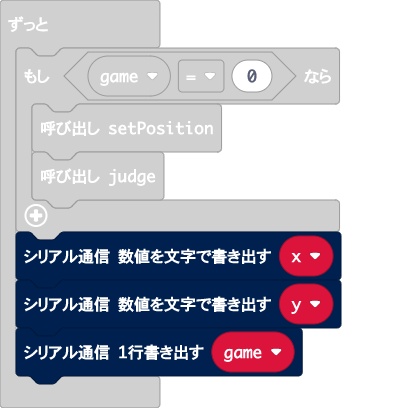 ずっと
もし game = 0 なら
呼び出し setPosition
呼び出し judge
シリアル通信 数値を文字で書き出す x
シリアル通信 数値を文字で書き出す y
シリアル通信 1行書き出す game